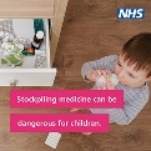 NHS
Stockpiling medicine can be
dangerous for children.